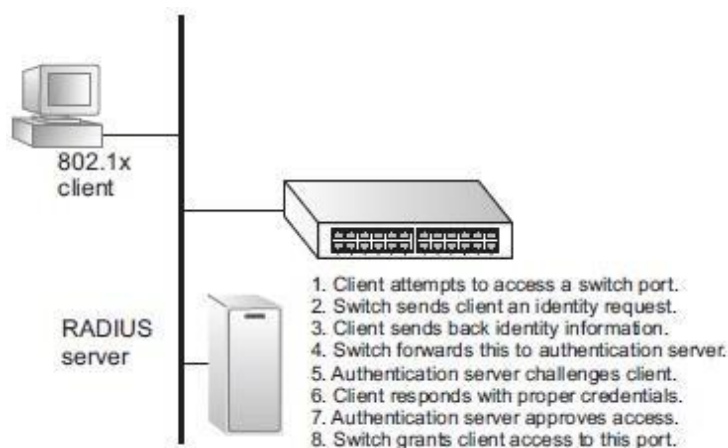 802.1x
client
1. Client attempts to access a switch port.
2. Switch sends client an identity request.
3. Client sends back identity information.
4. Switch forwards this to authentication server.
5. Authentication server challenges client.
6. Client responds with proper credentials.
7. Authentication server approves access.
8. Switch grants client access to this port.
RADIUS
server